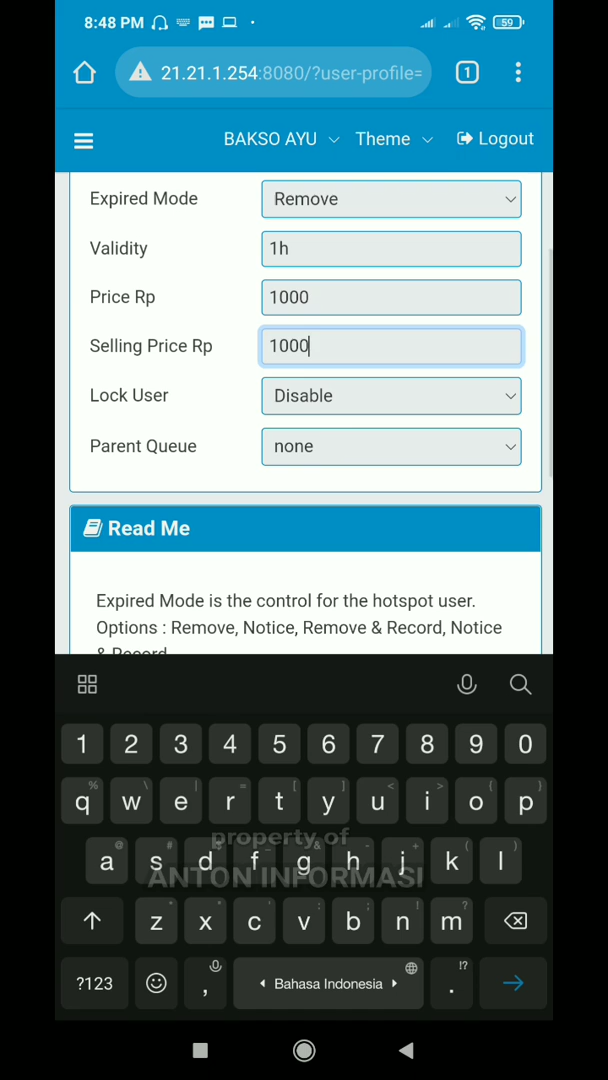 8:48 PM 59
21.21.1.254:8080/?user-profile= 1
BAKSO AYU Theme Logout
Expired Mode Remove
Validity 1h
Price Rp 1000
Selling Price Rp 1000
Lock User Disable
Parent Queue none
Read Me
Expired Mode is the control for the hotspot user.
Options : Remove, Notice, Remove & Record, Notice
& Record
1 2 3 4 5 6 7 8 9 0
q w e r t y u i o p
property of
a s d f g h j k l
ANTON INFORMASI
z x c v b n m
?123 , Bahasa Indonesia . !?